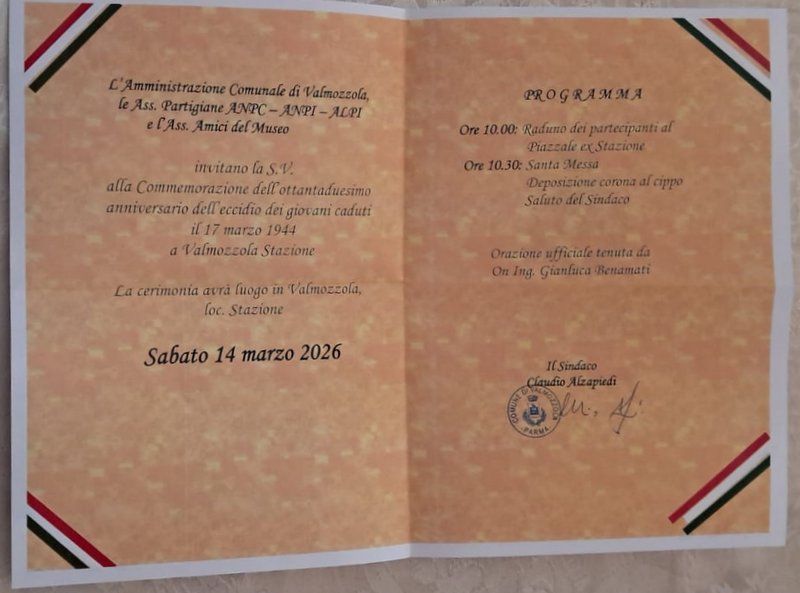 L'Amministrazione Comunale di Valmozzola,
le Ass. Partigiane ANPC – ANPI – ALPI
e l'Ass. Amici del Museo
invitano la S.V.
alla Commemorazione dell'ottantaduesimo
anniversario dell'eccidio dei giovani caduti
il 17 marzo 1944
a Valmozzola Stazione
La cerimonia avrà luogo in Valmozzola,
loc. Stazione
Sabato 14 marzo 2026
PROGRAMMA
Ore 10.00: Raduno dei partecipanti al
Piazzale ex Stazione
Ore 10.30: Santa Messa
Deposizione corona al cippo
Saluto del Sindaco
Orazione ufficiale tenuta da
On Ing. Gianluca Benamati
Il Sindaco
Claudio Alzapiedi
COMUNE DI VALMOZZOLA
PARMA